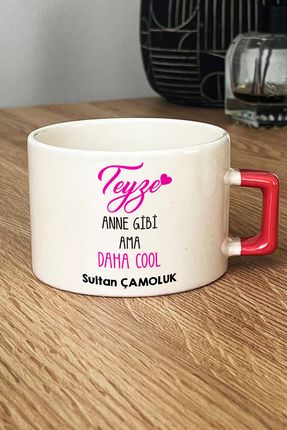 Teyze
ANNE GİBİ
AMA
DAHA COOL
Sultan ÇAMOLUK